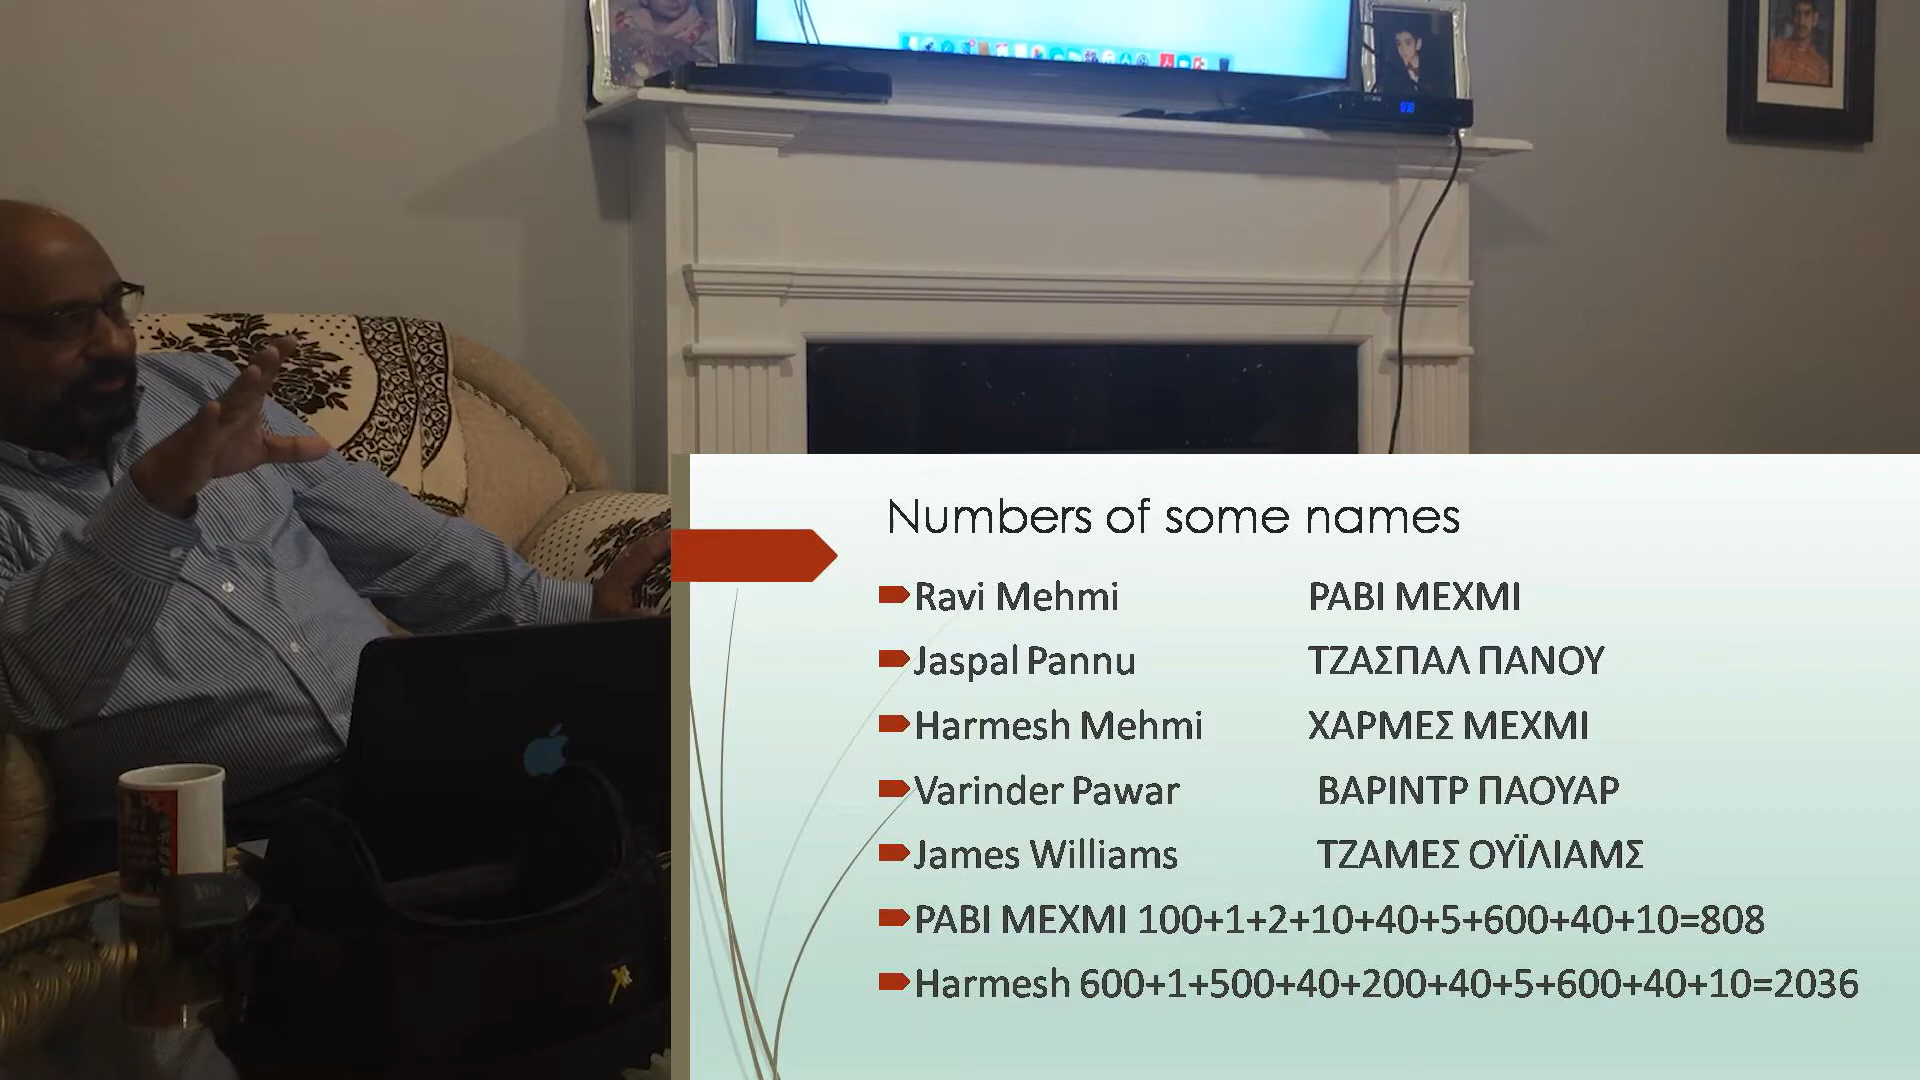 Numbers of some names
Ravi Mehmi ΡΑΒΙ ΜΕΧΜΙ
Jaspal Pannu ΤΖΑΣΠΑΛ ΠΑΝΟΥ
Harmesh Mehmi ΧΑΡΜΕΣ ΜΕΧΜΙ
Varinder Pawar ΒΑΡΙΝΤΡ ΠΑΟΥΑΡ
James Williams ΤΖΑΜΕΣ ΟΥΪΛΙΑΜΣ
ΡΑΒΙ ΜΕΧΜΙ 100+1+2+10+40+5+600+40+10=808
Harmesh 600+1+500+40+200+40+5+600+40+10=2036